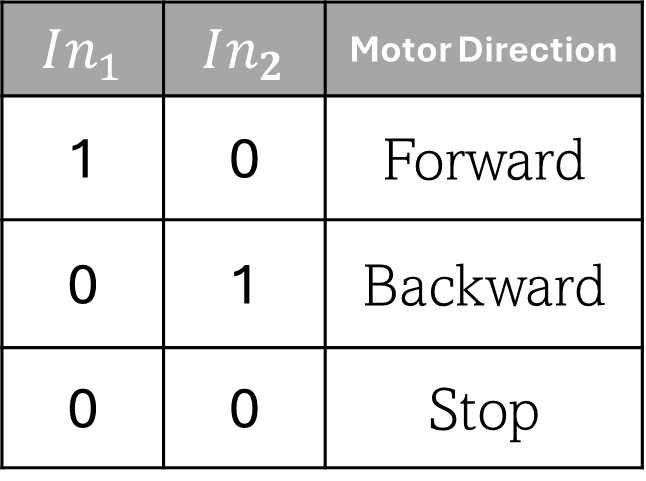 In₁ In₂ Motor Direction
1 0 Forward
0 1 Backward
0 0 Stop